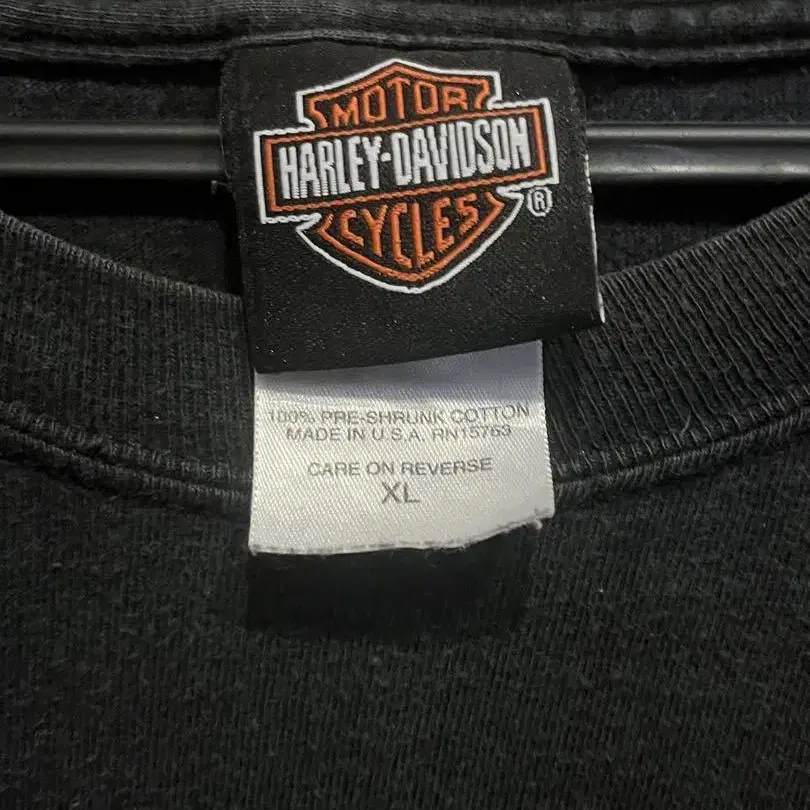 MOTOR
HARLEY-DAVIDSON
CYCLES
®
100% PRE-SHRUNK COTTON
MADE IN U.S.A. RN15763
CARE ON REVERSE
XL